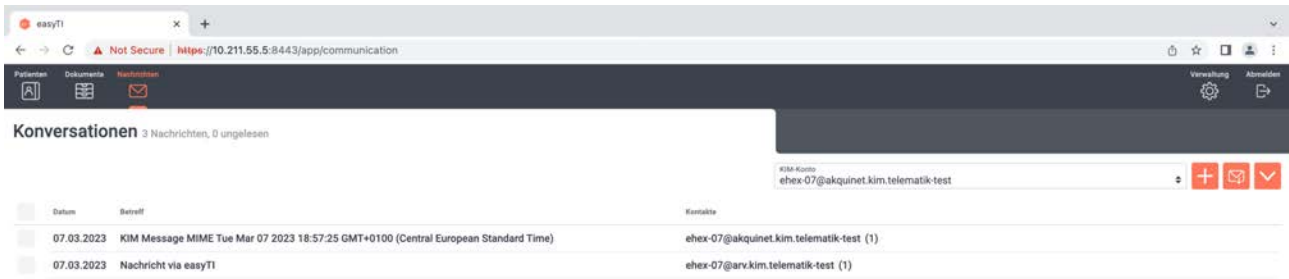 easyTI
Not Secure https://10.211.55.5:8443/app/communication
Patienten Dokumente Nachrichten Verwaltung Abmelden
Konversationen 3 Nachrichten, 0 ungelesen
KIM-Konto
ehex-07@akquinet.kim.telematik-test
Datum Betreff Kontakte
07.03.2023 KIM Message MIME Tue Mar 07 2023 18:57:25 GMT+0100 (Central European Standard Time) ehex-07@akquinet.kim.telematik-test (1)
07.03.2023 Nachricht via easyTI ehex-07@arv.kim.telematik-test (1)